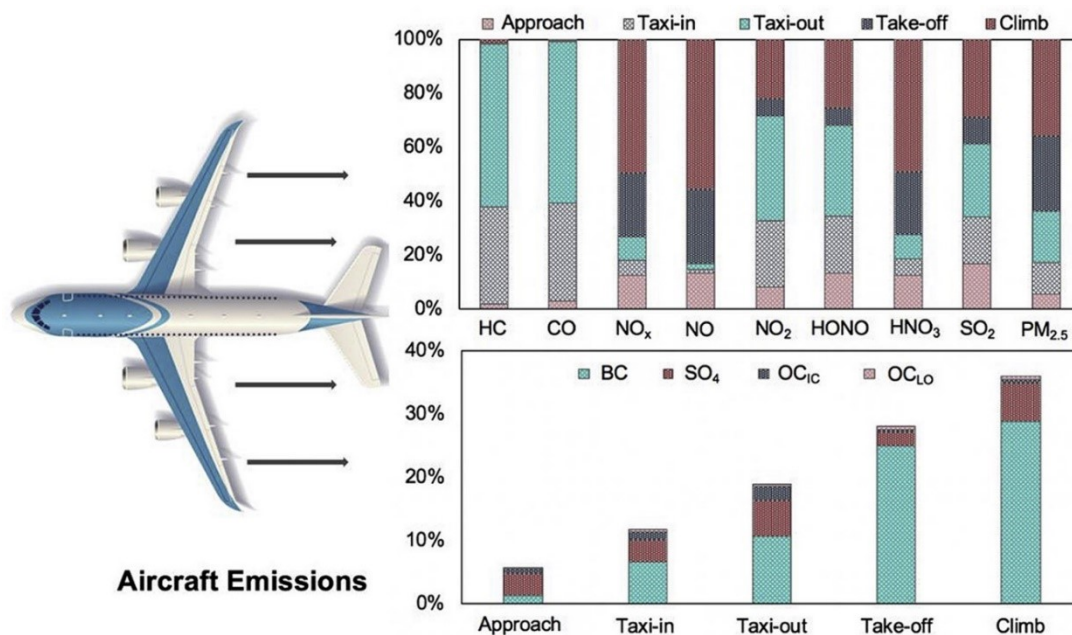 Approach Taxi-in Taxi-out Take-off Climb
100%
80%
60%
40%
20%
0%
HC CO NOₓ NO NO₂ HONO HNO₃ SO₂ PM₂.₅
40%
30%
20%
10%
0%
BC SO₄ OC_IC OC_LO
Approach Taxi-in Taxi-out Take-off Climb
Aircraft Emissions